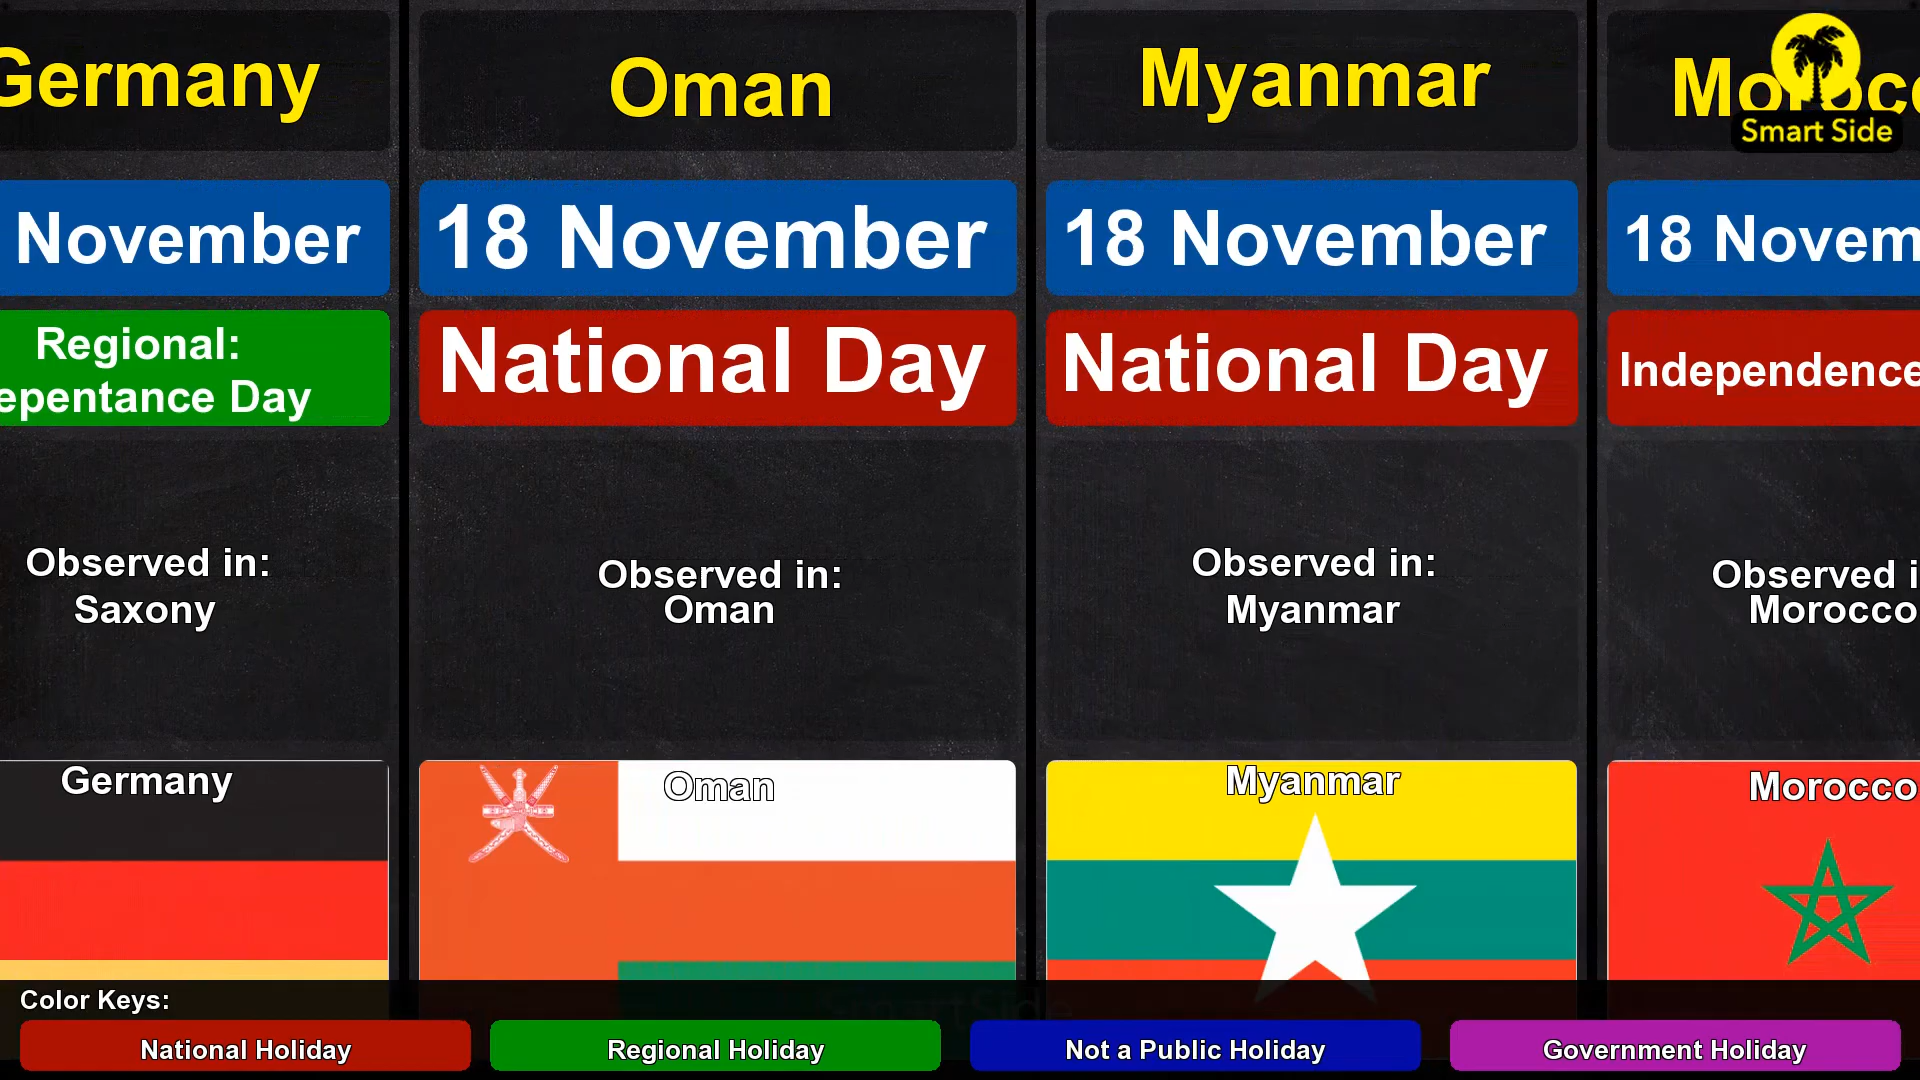 Germany
November
Regional:
epentance Day
Observed in:
Saxony
Germany
Oman
18 November
National Day
Observed in:
Oman
Oman
Myanmar
18 November
National Day
Observed in:
Myanmar
Myanmar
Smart Side
18 Novem
Independence
Observed i
Morocco
Morocco
Color Keys:
National Holiday
Regional Holiday
Not a Public Holiday
Government Holiday